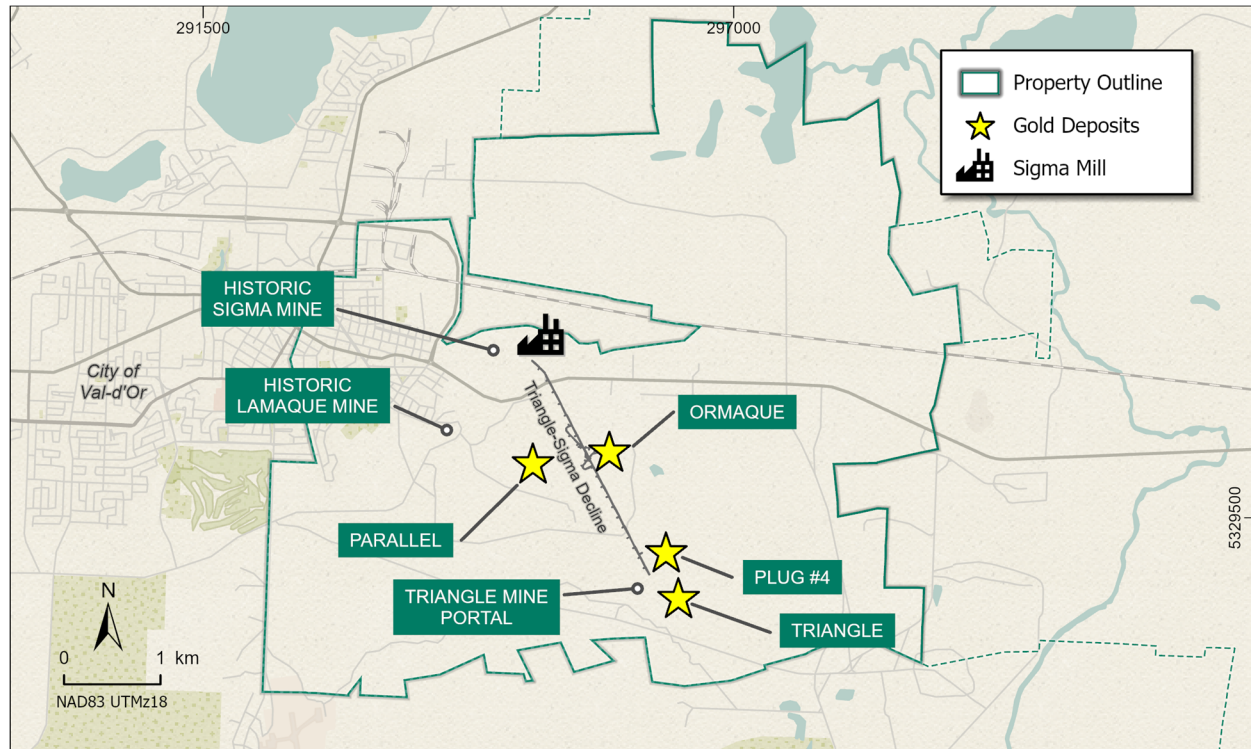 291500
297000
Property Outline
Gold Deposits
Sigma Mill
HISTORIC
SIGMA MINE
City of
Val-d'Or
HISTORIC
LAMAQUE MINE
Triangle-Sigma Decline
ORMAQUE
PARALLEL
5329500
PLUG #4
TRIANGLE MINE
PORTAL
TRIANGLE
N
0 1 km
NAD83 UTMz18